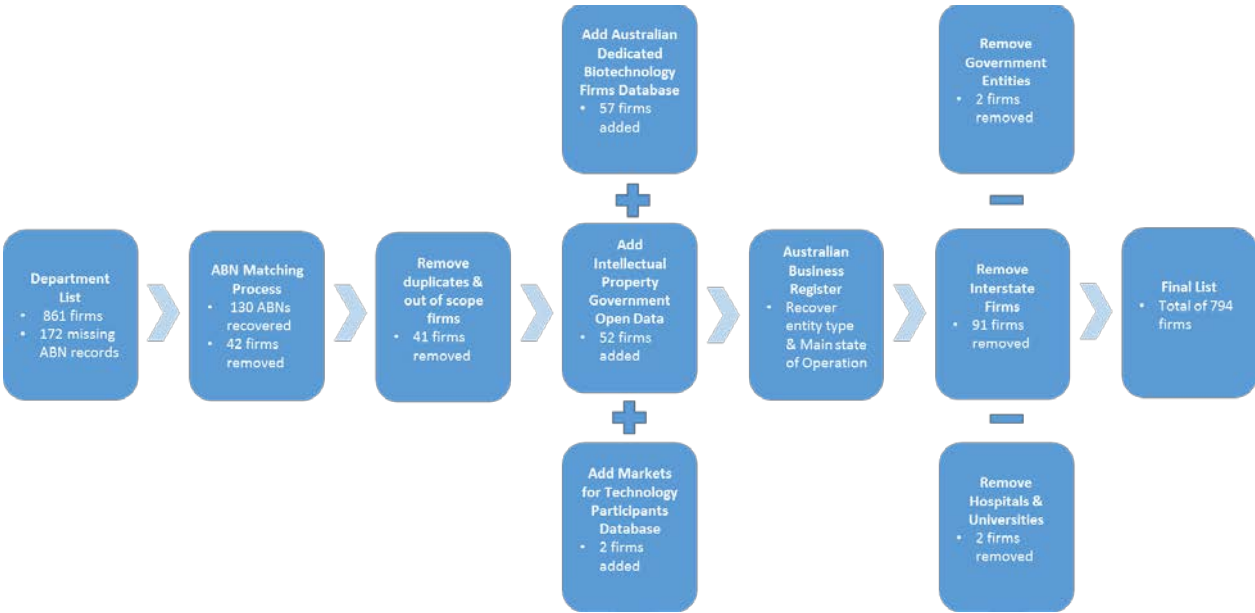 Department
List
• 861 firms
• 172 missing
ABN records
ABN Matching
Process
• 130 ABNs
recovered
• 42 firms
removed
Remove
duplicates &
out of scope
firms
• 41 firms
removed
Add Australian
Dedicated
Biotechnology
Firms Database
• 57 firms
added
Add
Intellectual
Property
Government
Open Data
• 52 firms
added
Add Markets
for Technology
Participants
Database
• 2 firms
added
Australian
Business
Register
• Recover
entity type
& Main state
of Operation
Remove
Government
Entities
• 2 firms
removed
Remove
Interstate
Firms
• 91 firms
removed
Remove
Hospitals &
Universities
• 2 firms
removed
Final List
• Total of 794
firms